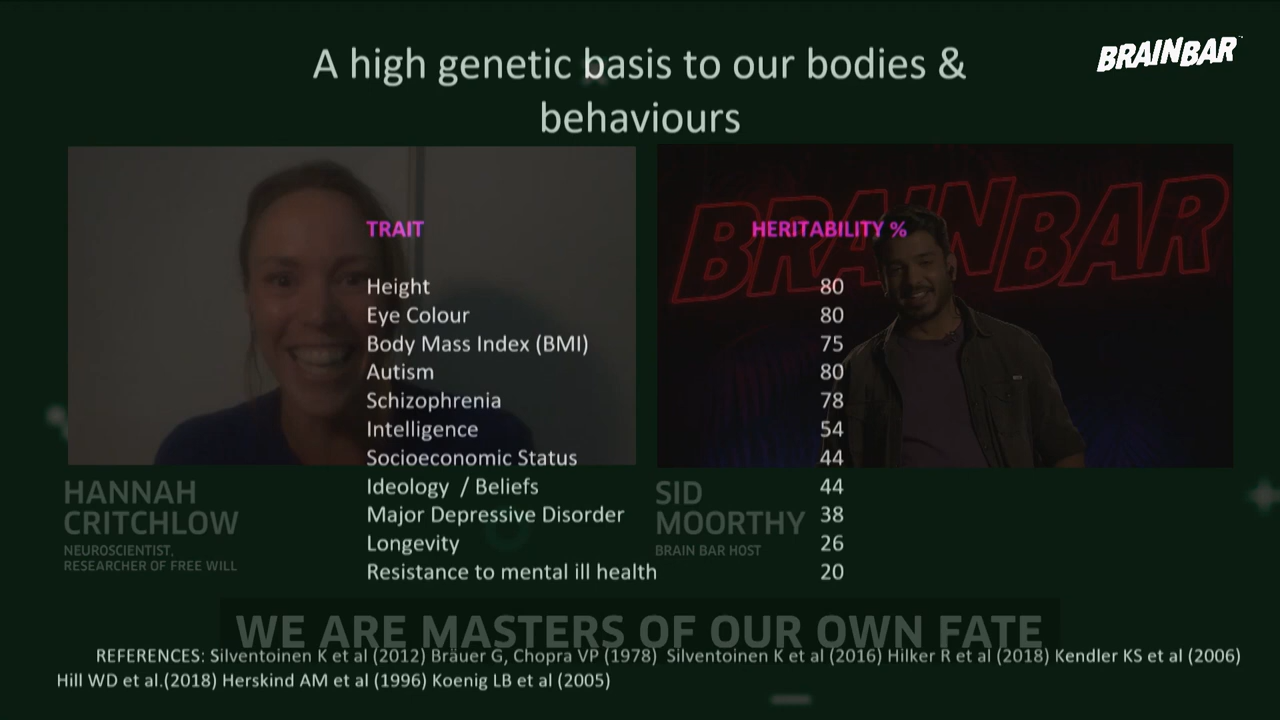 A high genetic basis to our bodies &
behaviours
BRAINBAR
BRAINBAR
TRAIT HERITABILITY %
Height 80
Eye Colour 80
Body Mass Index (BMI) 75
Autism 80
Schizophrenia 78
Intelligence 54
Socioeconomic Status 44
Ideology / Beliefs 44
Major Depressive Disorder 38
Longevity 26
Resistance to mental ill health 20
HANNAH
CRITCHLOW
NEUROSCIENTIST,
RESEARCHER OF FREE WILL
SID
MOORTHY
BRAIN BAR HOST
WE ARE MASTERS OF OUR OWN FATE
REFERENCES: Silventoinen K et al (2012) Bräuer G, Chopra VP (1978) Silventoinen K et al (2016) Hilker R et al (2018) Kendler KS et al (2006)
Hill WD et al.(2018) Herskind AM et al (1996) Koenig LB et al (2005)